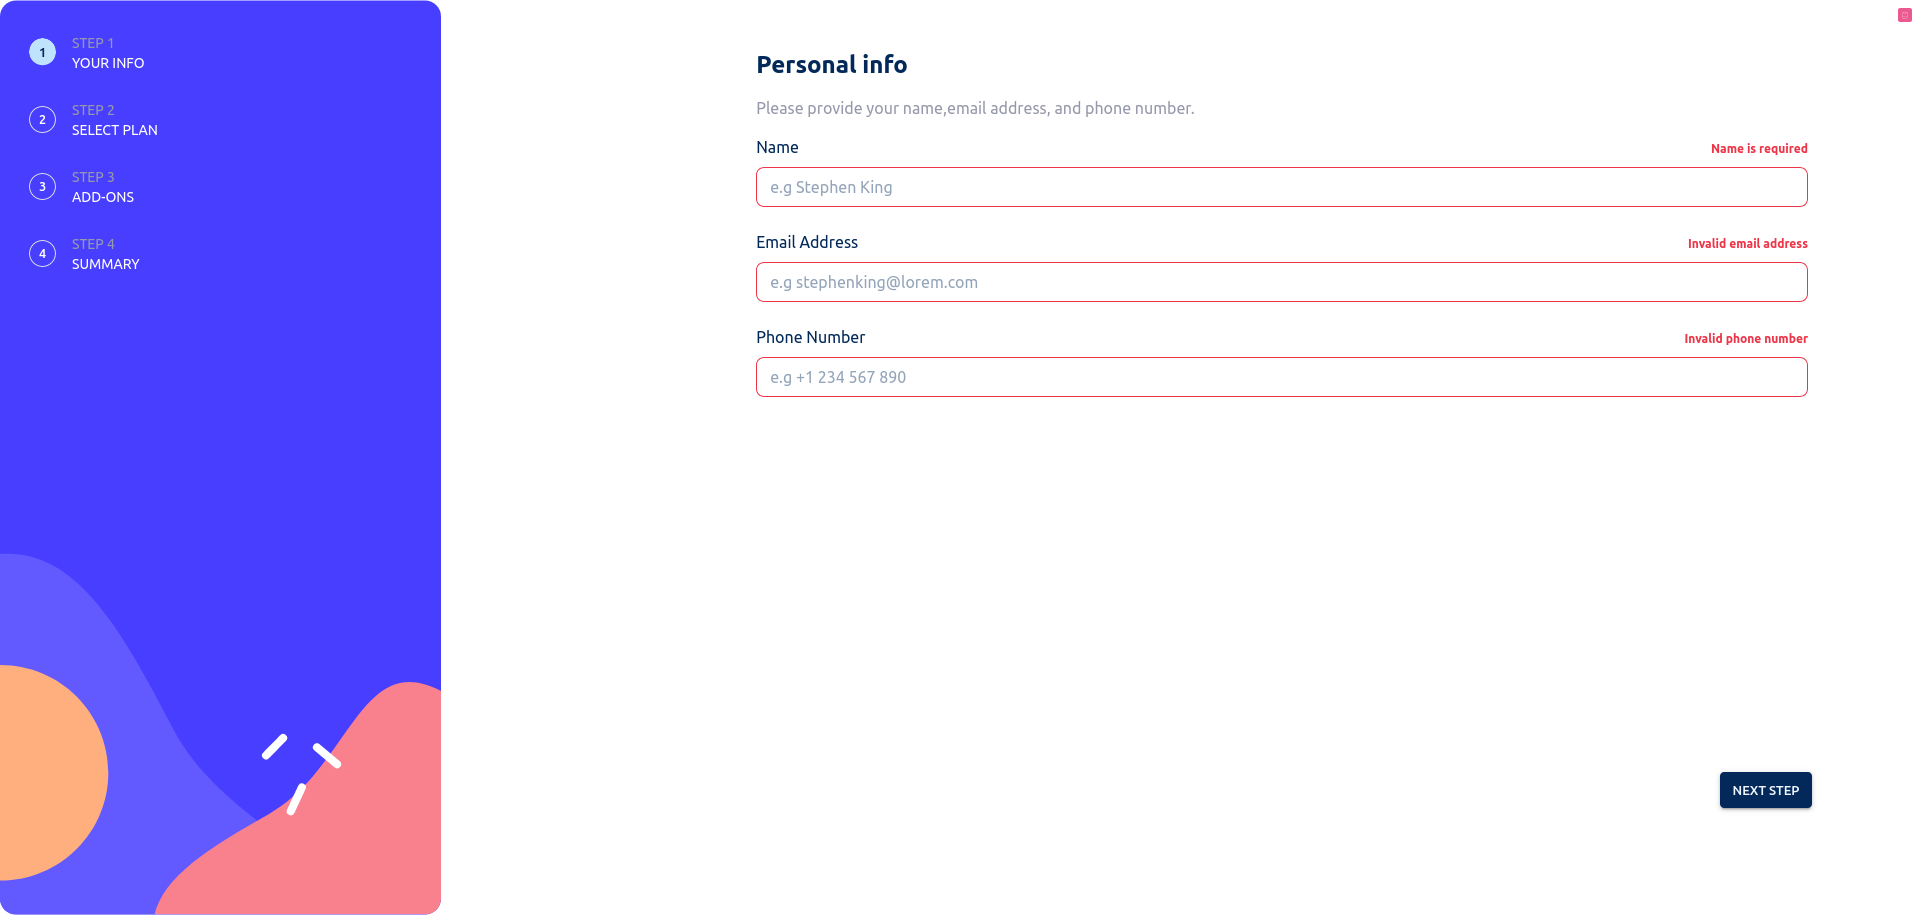 1
STEP 1
YOUR INFO
2
STEP 2
SELECT PLAN
3
STEP 3
ADD-ONS
4
STEP 4
SUMMARY
Personal info
Please provide your name,email address, and phone number.
Name
Name is required
e.g Stephen King
Email Address
Invalid email address
e.g stephenking@lorem.com
Phone Number
Invalid phone number
e.g +1 234 567 890
NEXT STEP